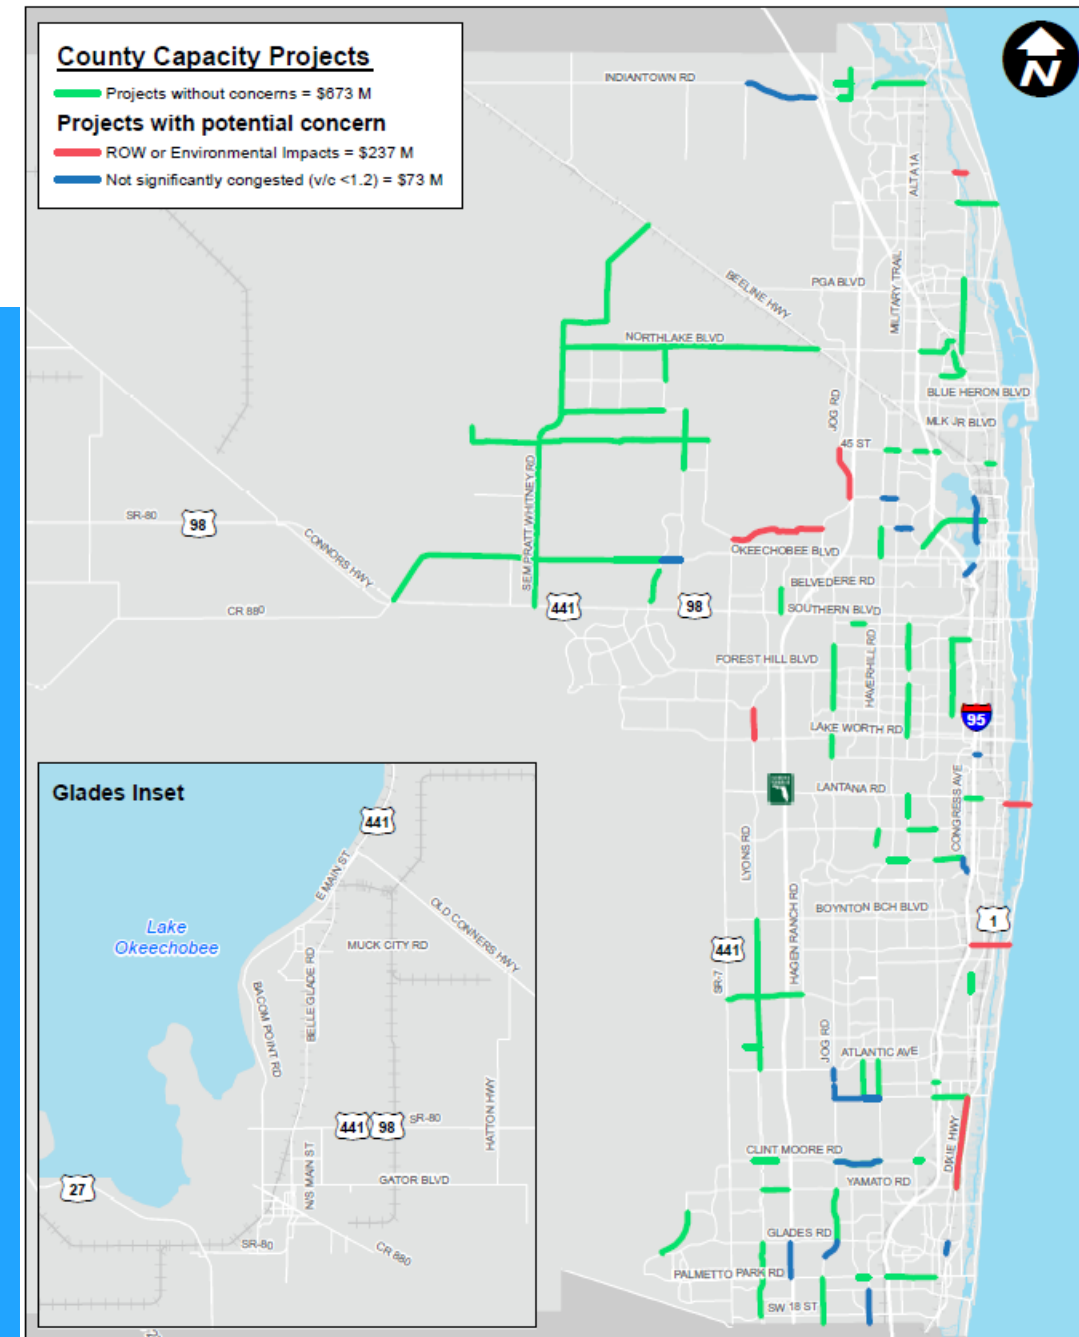 County Capacity Projects
Projects without concerns = $673 M
Projects with potential concern
ROW or Environmental Impacts = $237 M
Not significantly congested (v/c <1.2) = $73 M
N
INDIANTOWN RD
ALT A1A
MILITARY TRAIL
BEELINE HWY
PGA BLVD
NORTHLAKE BLVD
BLUE HERON BLVD
JOG RD
MLK JR BLVD
45 ST
SEM PRATT WHITNEY RD
SR-80
98
CONNORS HWY
OKEECHOBEE BLVD
BELVEDERE RD
CR 880
441
98
SOUTHERN BLVD
HAVERHILL RD
FOREST HILL BLVD
95
LAKE WORTH RD
LANTANA RD
CONGRESS AVE
LYONS RD
HAGEN RANCH RD
BOYNTON BCH BLVD
1
441
SR-7
JOG RD
ATLANTIC AVE
DIXIE HWY
CLINT MOORE RD
YAMATO RD
GLADES RD
PALMETTO PARK RD
SW 18 ST
Glades Inset
441
E MAIN ST
OLD CONNERS HWY
Lake
Okeechobee
MUCK CITY RD
BELLE GLADE RD
BACOM POINT RD
HATTON HWY
441
98
SR-80
N/S MAIN ST
GATOR BLVD
27
SR-80
CR 880